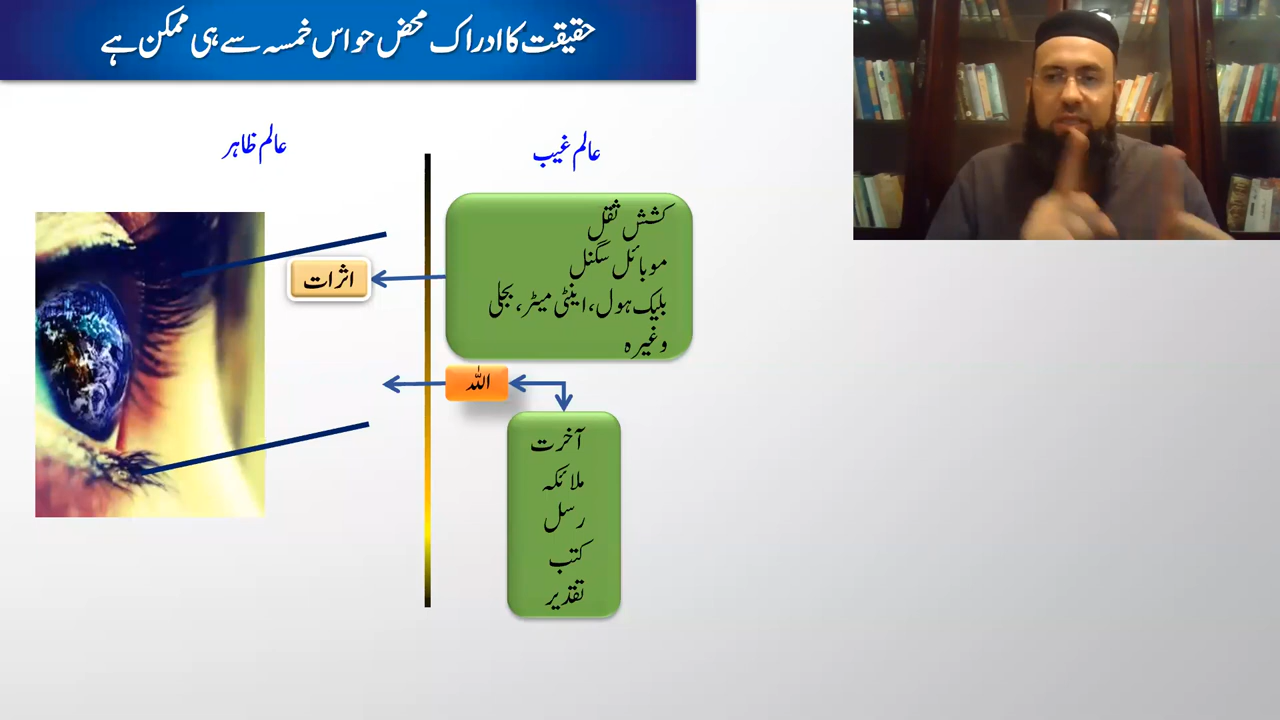 حقیقت کا ادراک محض حواس خمسہ سے ہی ممکن ہے
عالم غیب
عالم ظاہر
کشش ثقل
موبائل سگنل
بلیک ہول، اینٹی میٹر، بجلی
وغیرہ
اثرات
اللہ
آخرت
ملائکہ
رسل
کتب
تقدیر